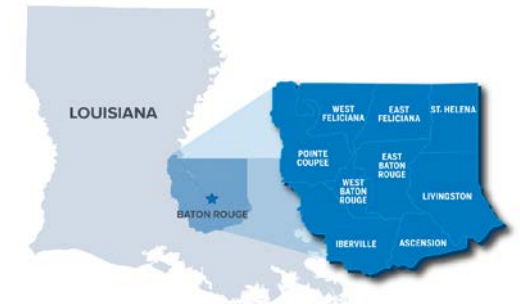 LOUISIANA
BATON ROUGE
WEST
FELICIANA
EAST
FELICIANA
ST. HELENA
POINTE
COUPLE
EAST
BATON
ROUGE
WEST
BATON
ROUGE
LIVINGSTON
IBERVILLE
ASCENSION